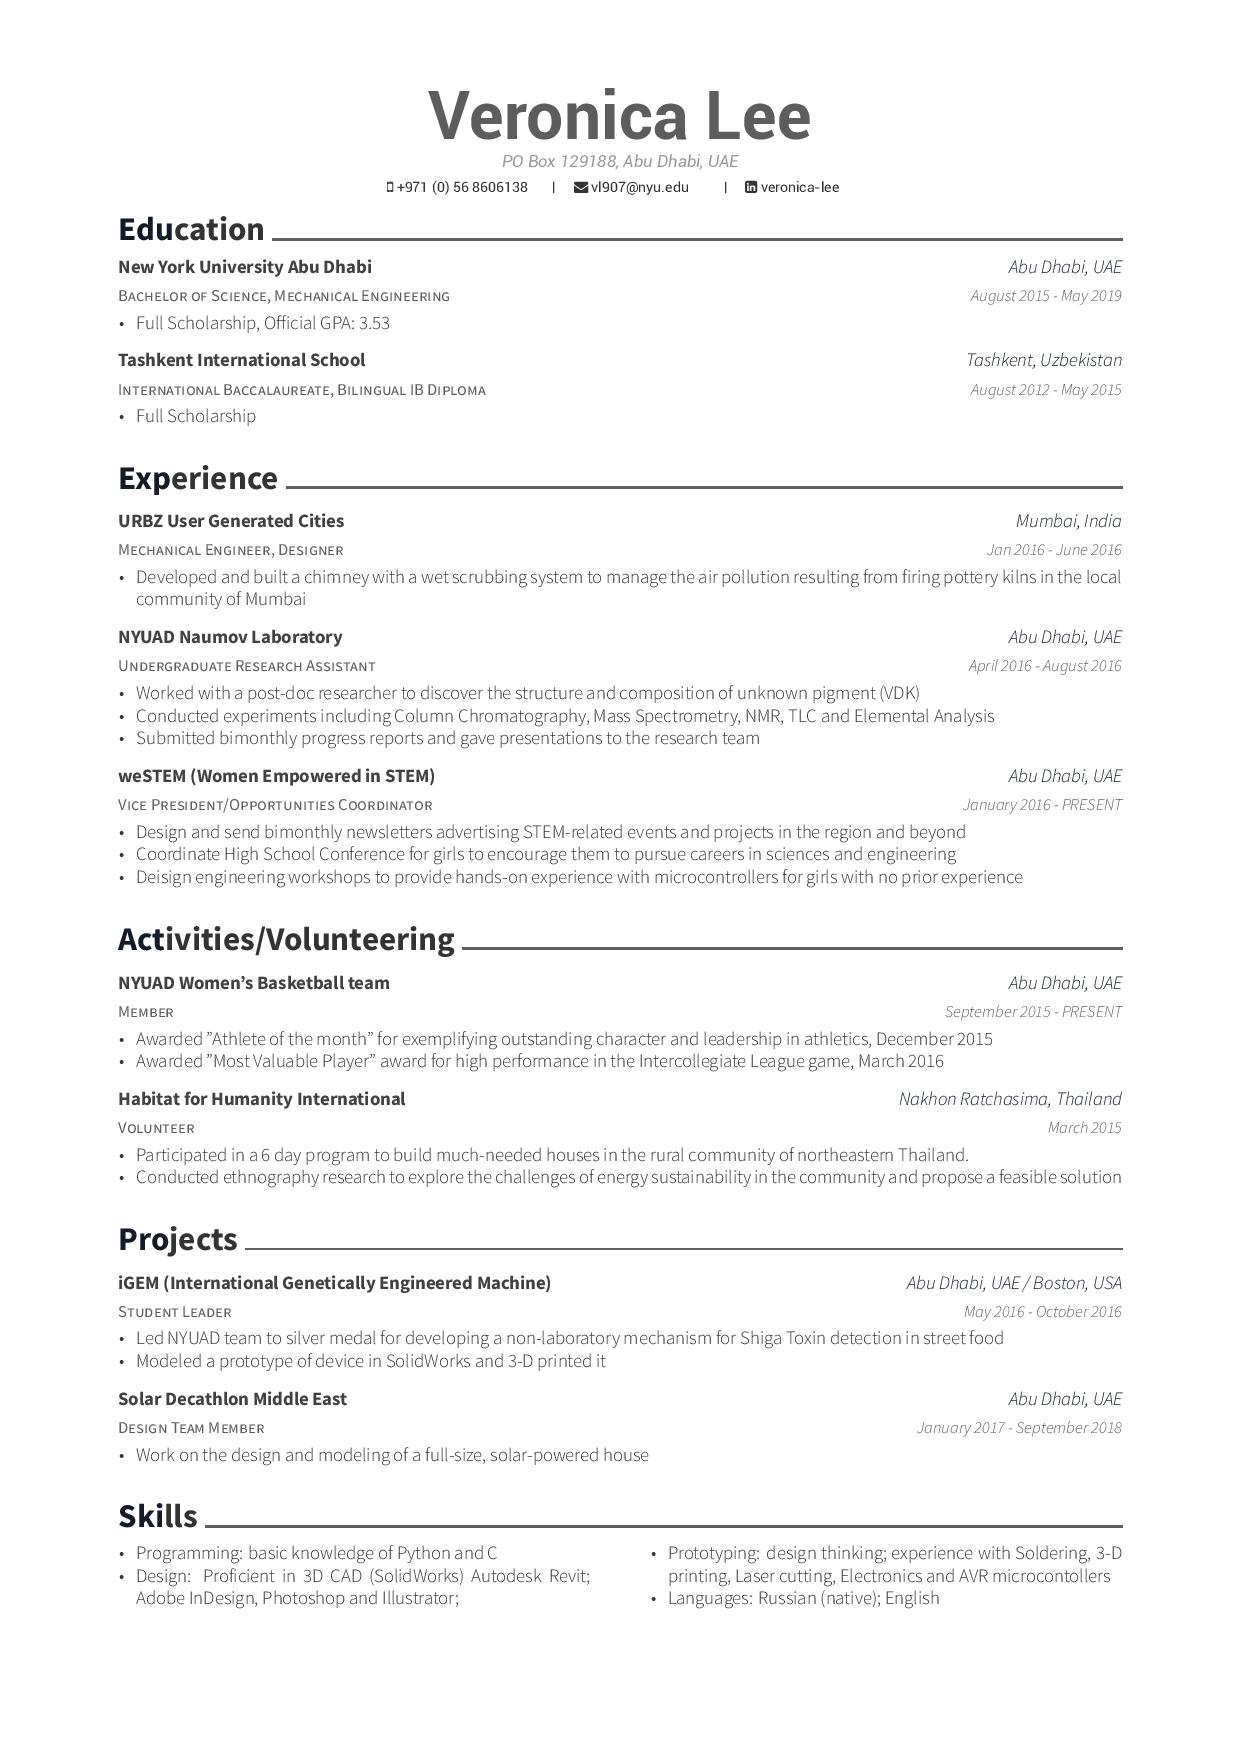 Veronica Lee
PO Box 129188, Abu Dhabi, UAE
+971 (0) 56 8606138 | vl907@nyu.edu | veronica-lee
Education
New York University Abu Dhabi Abu Dhabi, UAE
Bachelor of Science, Mechanical Engineering August 2015 - May 2019
• Full Scholarship, Official GPA: 3.53
Tashkent International School Tashkent, Uzbekistan
International Baccalaureate, Bilingual IB Diploma August 2012 - May 2015
• Full Scholarship
Experience
URBZ User Generated Cities Mumbai, India
Mechanical Engineer, Designer Jan 2016 - June 2016
• Developed and built a chimney with a wet scrubbing system to manage the air pollution resulting from firing pottery kilns in the local
community of Mumbai
NYUAD Naumov Laboratory Abu Dhabi, UAE
Undergraduate Research Assistant April 2016 - August 2016
• Worked with a post-doc researcher to discover the structure and composition of unknown pigment (VDK)
• Conducted experiments including Column Chromatography, Mass Spectrometry, NMR, TLC and Elemental Analysis
• Submitted bimonthly progress reports and gave presentations to the research team
weSTEM (Women Empowered in STEM) Abu Dhabi, UAE
Vice President/Opportunities Coordinator January 2016 - PRESENT
• Design and send bimonthly newsletters advertising STEM-related events and projects in the region and beyond
• Coordinate High School Conference for girls to encourage them to pursue careers in sciences and engineering
• Deisign engineering workshops to provide hands-on experience with microcontrollers for girls with no prior experience
Activities/Volunteering
NYUAD Women’s Basketball team Abu Dhabi, UAE
Member September 2015 - PRESENT
• Awarded ”Athlete of the month” for exemplifying outstanding character and leadership in athletics, December 2015
• Awarded ”Most Valuable Player” award for high performance in the Intercollegiate League game, March 2016
Habitat for Humanity International Nakhon Ratchasima, Thailand
Volunteer March 2015
• Participated in a 6 day program to build much-needed houses in the rural community of northeastern Thailand.
• Conducted ethnography research to explore the challenges of energy sustainability in the community and propose a feasible solution
Projects
iGEM (International Genetically Engineered Machine) Abu Dhabi, UAE / Boston, USA
Student Leader May 2016 - October 2016
• Led NYUAD team to silver medal for developing a non-laboratory mechanism for Shiga Toxin detection in street food
• Modeled a prototype of device in SolidWorks and 3-D printed it
Solar Decathlon Middle East Abu Dhabi, UAE
Design Team Member January 2017 - September 2018
• Work on the design and modeling of a full-size, solar-powered house
Skills
• Programming: basic knowledge of Python and C
• Design: Proficient in 3D CAD (SolidWorks) Autodesk Revit;
Adobe InDesign, Photoshop and Illustrator;
• Prototyping: design thinking; experience with Soldering, 3-D
printing, Laser cutting, Electronics and AVR microcontollers
• Languages: Russian (native); English